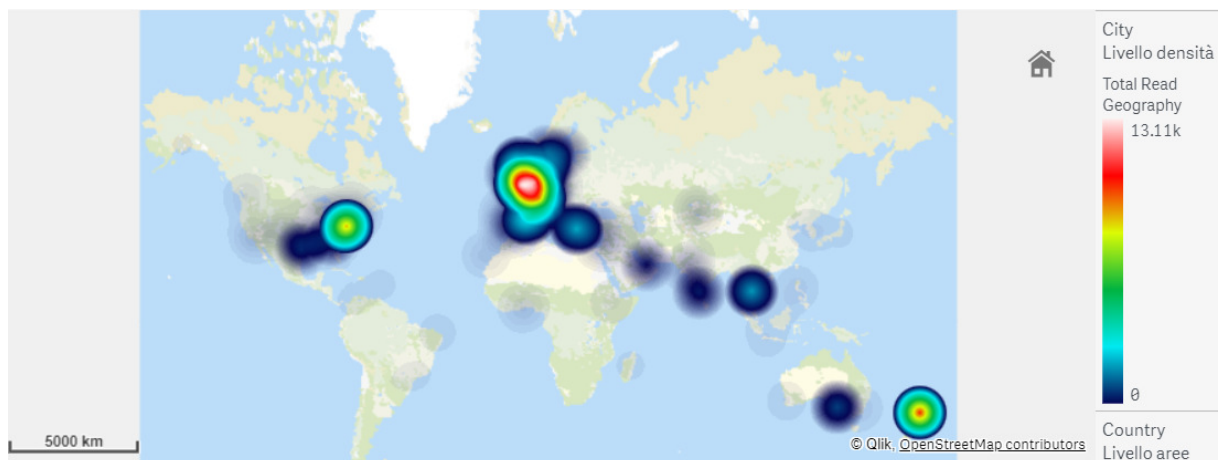 City
Livello densità
Total Read
Geography
13.11k
0
5000 km
© Qlik, OpenStreetMap contributors
Country
Livello aree